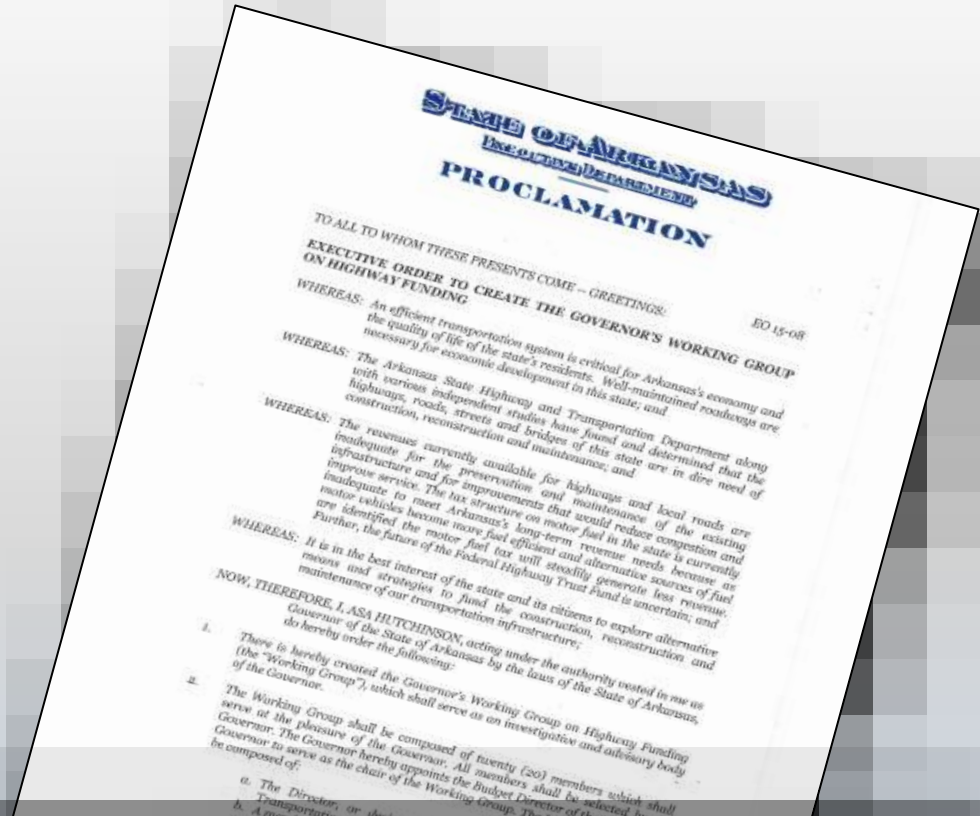 STATE OF ARKANSAS
EXECUTIVE DEPARTMENT
PROCLAMATION
TO ALL TO WHOM THESE PRESENTS COME – GREETINGS:
EO 15-08
EXECUTIVE ORDER TO CREATE THE GOVERNOR'S WORKING GROUP
ON HIGHWAY FUNDING
WHEREAS: An efficient transportation system is critical for Arkansas's economy and
the quality of life of the state's residents. Well-maintained roadways are
necessary for economic development in this state; and
WHEREAS: The Arkansas State Highway and Transportation Department along
with various independent studies have found and determined that the
highways, roads, streets and bridges of this state are in dire need of
construction, reconstruction and maintenance; and
WHEREAS: The revenues currently available for highways and local roads are
inadequate for the preservation and maintenance of the existing
infrastructure and for improvements that would reduce congestion and
improve service. The tax structure on motor fuel in the state is currently
inadequate to meet Arkansas's long-term revenue needs because as
motor vehicles become more fuel efficient and alternative sources of fuel
are identified the motor fuel tax will steadily generate less revenue.
Further, the future of the Federal Highway Trust Fund is uncertain; and
WHEREAS: It is in the best interest of the state and its citizens to explore alternative
means and strategies to fund the construction, reconstruction and
maintenance of our transportation infrastructure;
NOW, THEREFORE, I, ASA HUTCHINSON, acting under the authority vested in me as
Governor of the State of Arkansas by the laws of the State of Arkansas,
do hereby order the following:
1. There is hereby created the Governor's Working Group on Highway Funding
(the "Working Group"), which shall serve as an investigative and advisory body
of the Governor.
2. The Working Group shall be composed of twenty (20) members which shall
serve at the pleasure of the Governor. All members shall be selected by
Governor. The Governor hereby appoints the Budget Director of the
Governor to serve as the chair of the Working Group. The
be composed of:
a. The Director, or
Transportation
b. A